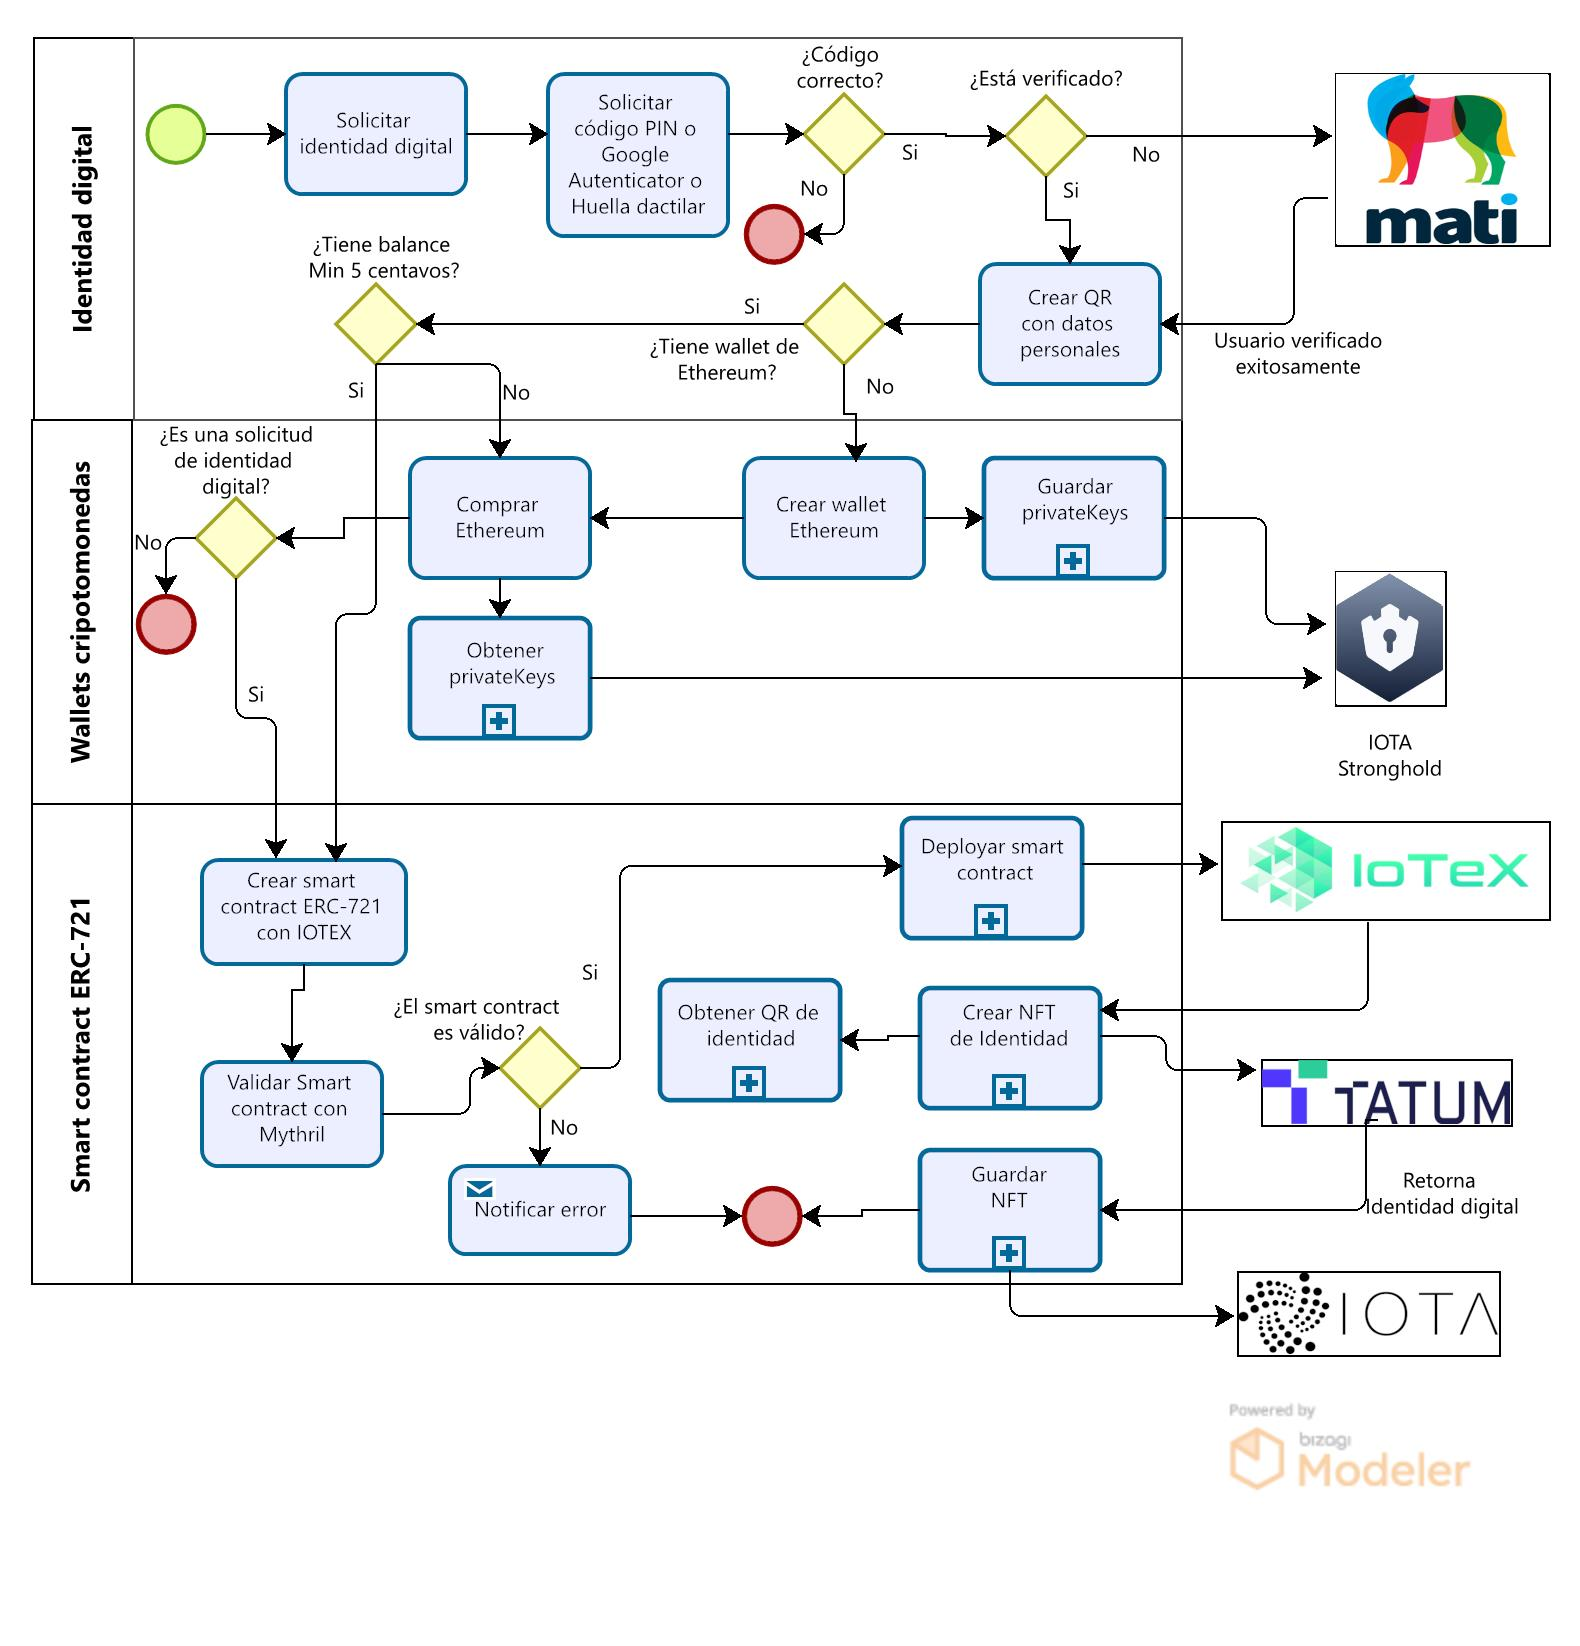 Identidad digital
Solicitar
identidad digital
Solicitar
código PIN o
Google
Autenticator o
Huella dactilar
¿Código
correcto?
Si
No
¿Está verificado?
No
Si
mati
Usuario verificado
exitosamente
Crear QR
con datos
personales
¿Tiene wallet de
Ethereum?
Si
No
¿Tiene balance
Min 5 centavos?
Si
No
Wallets cripotomonedas
¿Es una solicitud
de identidad
digital?
No
Si
Comprar
Ethereum
Crear wallet
Ethereum
Guardar
privateKeys
Obtener
privateKeys
IOTA
Stronghold
Smart contract ERC-721
Crear smart
contract ERC-721
con IOTEX
Validar Smart
contract con
Mythril
¿El smart contract
es válido?
Si
No
Notificar error
Deployar smart
contract
IoTeX
Obtener QR de
identidad
Crear NFT
de Identidad
TATUM
Retorna
Identidad digital
Guardar
NFT
IOTA
Powered by
bizagi
Modeler